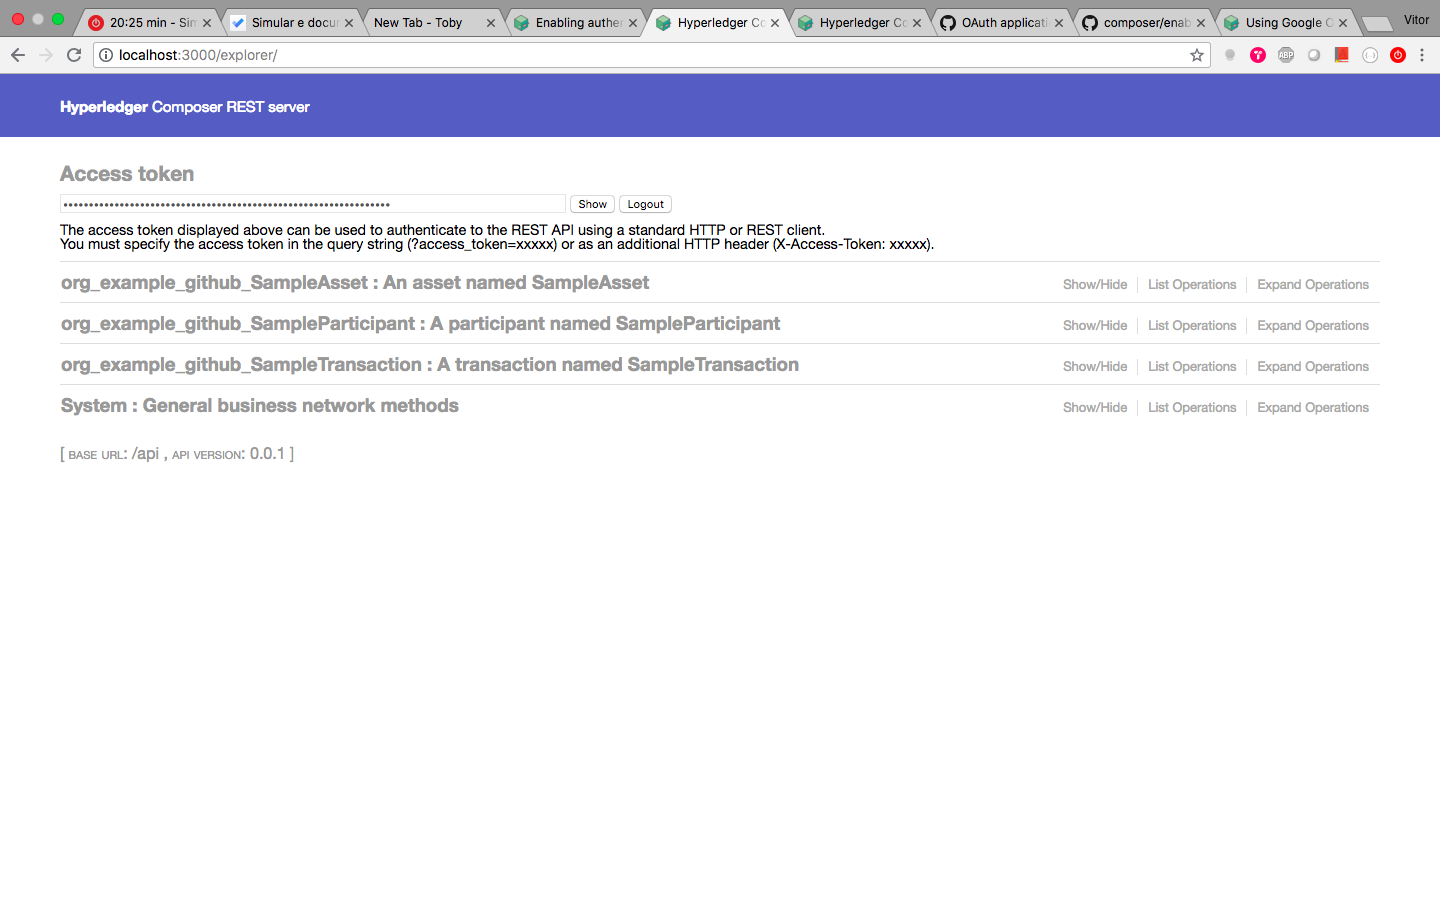 20:25 min - Sim
Simular e docu
New Tab - Toby
Enabling authe
Hyperledger Co
Hyperledger Co
OAuth applicati
composer/enab
Using Google O
Vitor
localhost:3000/explorer/
ABP
Hyperledger Composer REST server
Access token
•••••••••••••••••••••••••••••••••••••••••••••••••••••••••••••••• Show Logout
The access token displayed above can be used to authenticate to the REST API using a standard HTTP or REST client.
You must specify the access token in the query string (?access_token=xxxxx) or as an additional HTTP header (X-Access-Token: xxxxx).
org_example_github_SampleAsset : An asset named SampleAsset Show/Hide List Operations Expand Operations
org_example_github_SampleParticipant : A participant named SampleParticipant Show/Hide List Operations Expand Operations
org_example_github_SampleTransaction : A transaction named SampleTransaction Show/Hide List Operations Expand Operations
System : General business network methods Show/Hide List Operations Expand Operations
[ BASE URL: /api , API VERSION: 0.0.1 ]